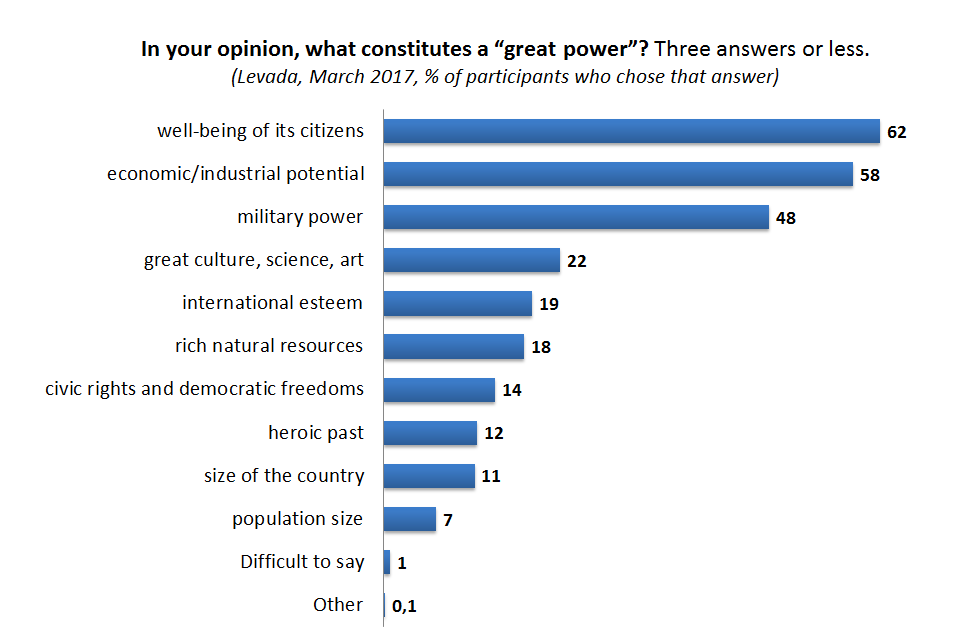 In your opinion, what constitutes a “great power”? Three answers or less.
(Levada, March 2017, % of participants who chose that answer)
well-being of its citizens 62
economic/industrial potential 58
military power 48
great culture, science, art 22
international esteem 19
rich natural resources 18
civic rights and democratic freedoms 14
heroic past 12
size of the country 11
population size 7
Difficult to say 1
Other 0,1